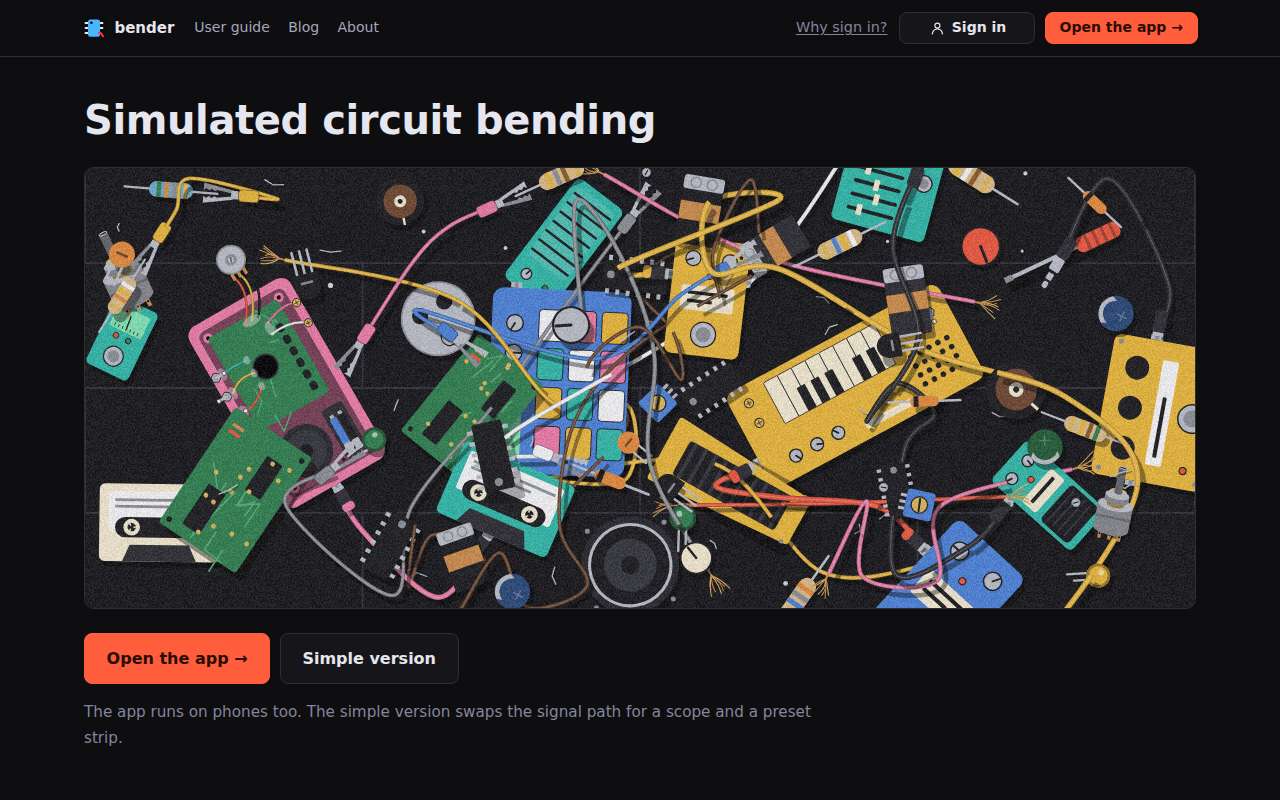 bender
User guide
Blog
About
Why sign in?
Sign in
Open the app →
Simulated circuit bending
Open the app →
Simple version
The app runs on phones too. The simple version swaps the signal path for a scope and a preset
strip.